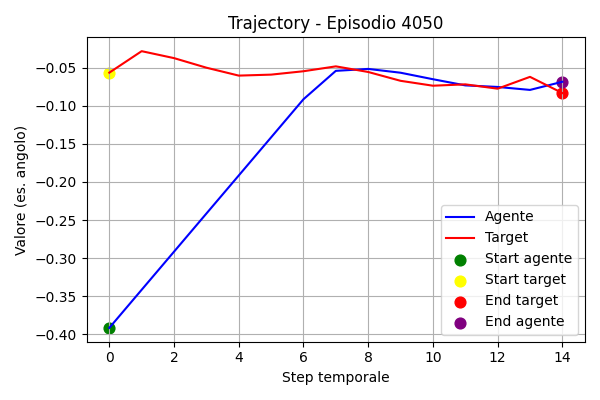 Trajectory - Episodio 4050
Valore (es. angolo)
−0.05
−0.10
−0.15
−0.20
−0.25
−0.30
−0.35
−0.40
Agente
Target
Start agente
Start target
End target
End agente
0 2 4 6 8 10 12 14
Step temporale